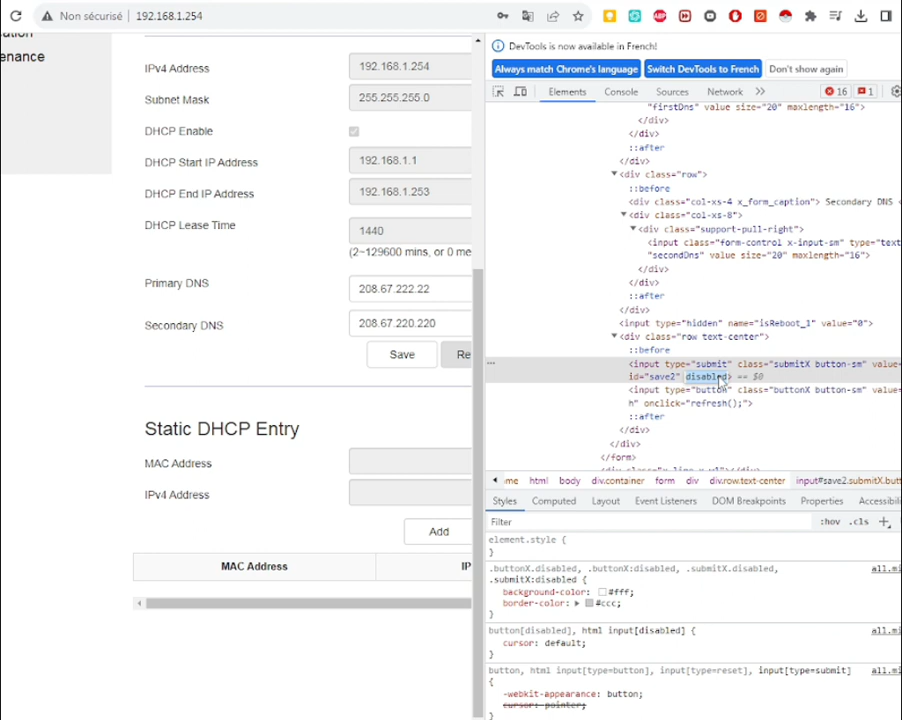 Non sécurisé | 192.168.1.254
ation
enance
IPv4 Address 192.168.1.254
Subnet Mask 255.255.255.0
DHCP Enable
DHCP Start IP Address 192.168.1.1
DHCP End IP Address 192.168.1.253
DHCP Lease Time 1440
(2~129600 mins, or 0 me
Primary DNS 208.67.222.22
Secondary DNS 208.67.220.220
Save Re
Static DHCP Entry
MAC Address
IPv4 Address
Add
MAC Address IP
DevTools is now available in French!
Always match Chrome's language Switch DevTools to French Don't show again
Elements Console Sources Network >> 16 1
"firstDns" value size="20" maxlength="16">
</div>
</div>
::after
</div>
<div class="row">
::before
<div class="col-xs-4 x_form_caption"> Secondary DNS <
<div class="col-xs-8">
<div class="support-pull-right">
<input class="form-control x-input-sm" type="text
"secondDns" value size="20" maxlength="16">
</div>
</div>
::after
</div>
<input type="hidden" name="isReboot_1" value="0">
<div class="row text-center">
::before
<input type="submit" class="submitX button-sm" value=
id="save2" disabled> == $0
<input type="button" class="buttonX button-sm" value=
h" onclick="refresh();">
::after
</div>
</div>
</form>
<div class="x-line x-wl"></div>
ome html body div.container form div div.row.text-center input#save2.submitX.butt
Styles Computed Layout Event Listeners DOM Breakpoints Properties Accessibili
Filter :hov .cls +
element.style {
}
.buttonX.disabled, .buttonX:disabled, .submitX.disabled, all.mi
.submitX:disabled {
background-color: #fff;
border-color: #ccc;
}
button[disabled], html input[disabled] { all.mi
cursor: default;
}
button, html input[type=button], input[type=reset], input[type=submit] all.mi
{
-webkit-appearance: button;
cursor: pointer;
}